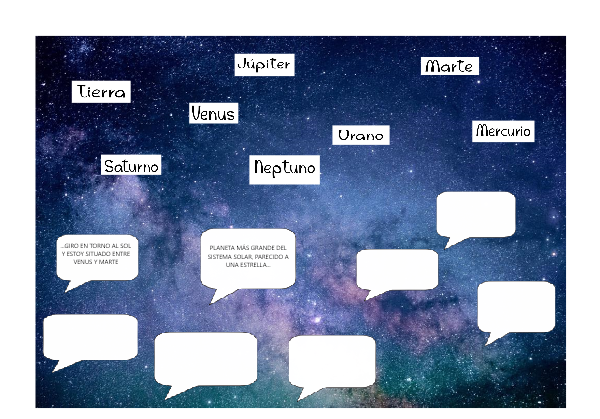 Júpiter
Marte
Tierra
Venus
Urano
Mercurio
Saturno
Neptuno
..GIRO EN TORNO AL SOL
Y ESTOY SITUADO ENTRE
VENUS Y MARTE
PLANETA MÁS GRANDE DEL
SISTEMA SOLAR, PARECIDO A
UNA ESTRELLA..